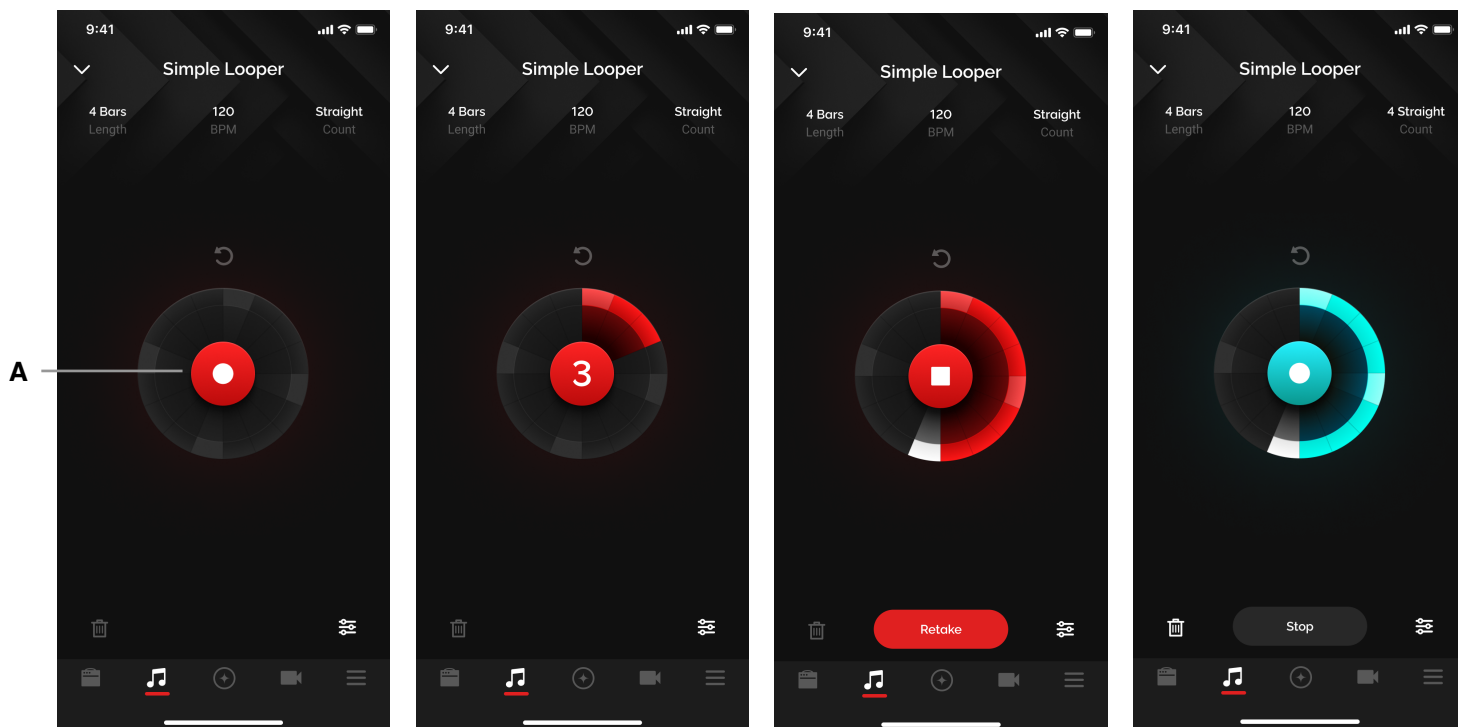 9:41
Simple Looper
4 Bars 120 Straight
Length BPM Count
A
9:41
Simple Looper
4 Bars 120 Straight
Length BPM Count
3
9:41
Simple Looper
4 Bars 120 Straight
Length BPM Count
Retake
9:41
Simple Looper
4 Bars 120 4 Straight
Length BPM Count
Stop